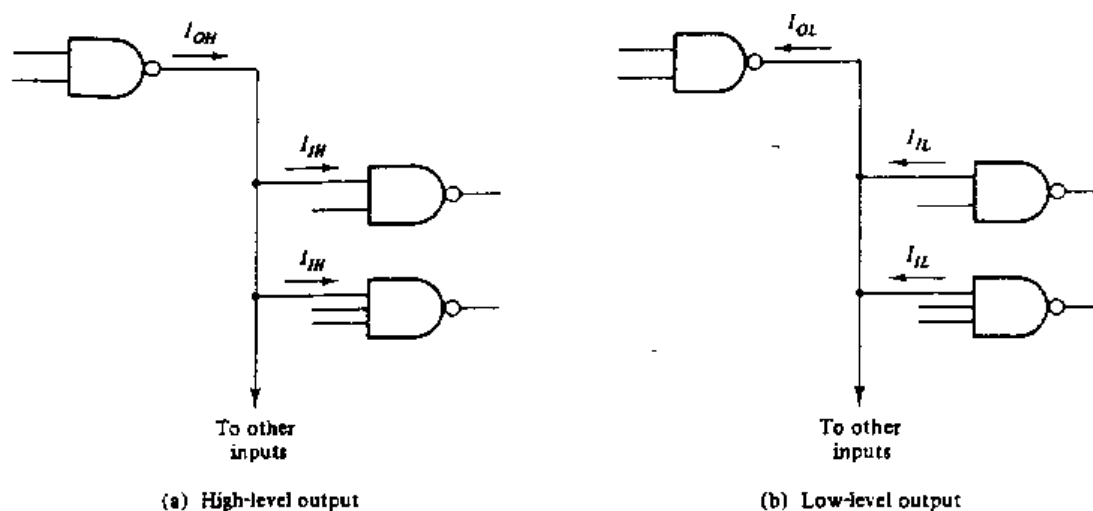 I_OH
I_IH
I_IH
To other
inputs
(a) High-level output
I_OL
I_IL
I_IL
To other
inputs
(b) Low-level output